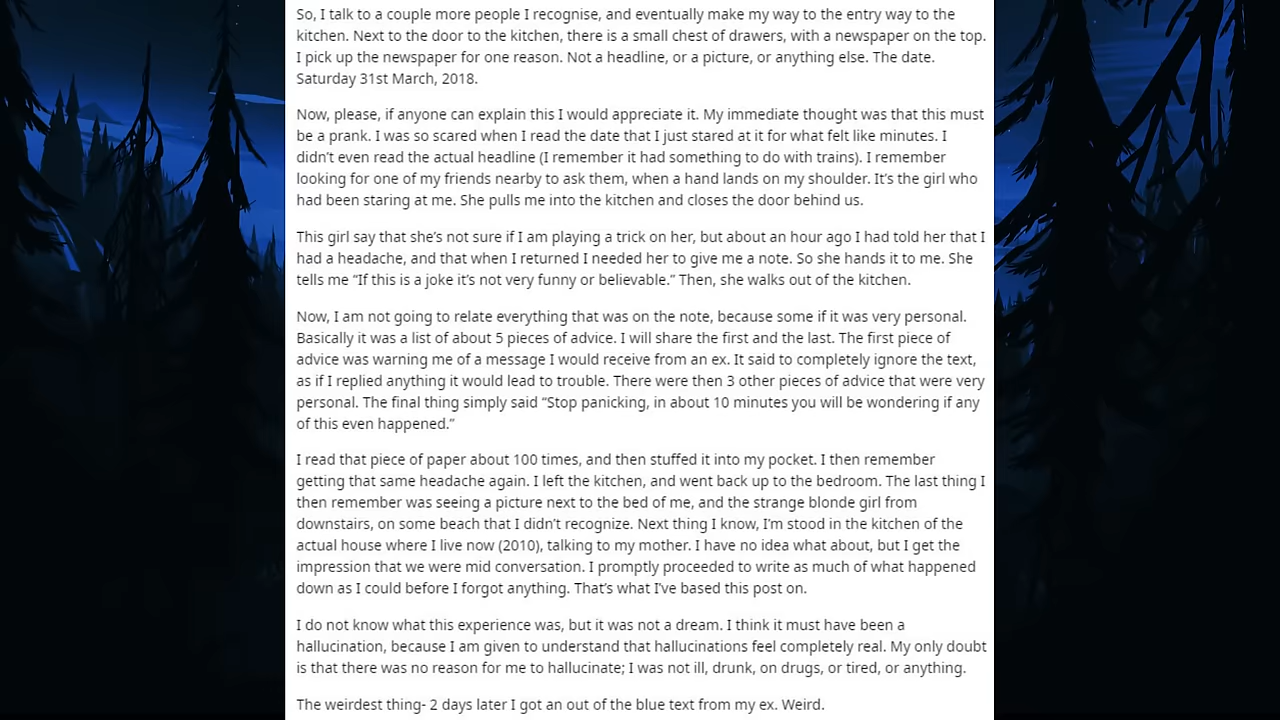 So, I talk to a couple more people I recognise, and eventually make my way to the entry way to the
kitchen. Next to the door to the kitchen, there is a small chest of drawers, with a newspaper on the top.
I pick up the newspaper for one reason. Not a headline, or a picture, or anything else. The date.
Saturday 31st March, 2018.
Now, please, if anyone can explain this I would appreciate it. My immediate thought was that this must
be a prank. I was so scared when I read the date that I just stared at it for what felt like minutes. I
didn’t even read the actual headline (I remember it had something to do with trains). I remember
looking for one of my friends nearby to ask them, when a hand lands on my shoulder. It’s the girl who
had been staring at me. She pulls me into the kitchen and closes the door behind us.
This girl say that she’s not sure if I am playing a trick on her, but about an hour ago I had told her that I
had a headache, and that when I returned I needed her to give me a note. So she hands it to me. She
tells me “If this is a joke it’s not very funny or believable.” Then, she walks out of the kitchen.
Now, I am not going to relate everything that was on the note, because some if it was very personal.
Basically it was a list of about 5 pieces of advice. I will share the first and the last. The first piece of
advice was warning me of a message I would receive from an ex. It said to completely ignore the text,
as if I replied anything it would lead to trouble. There were then 3 other pieces of advice that were very
personal. The final thing simply said “Stop panicking, in about 10 minutes you will be wondering if any
of this even happened.”
I read that piece of paper about 100 times, and then stuffed it into my pocket. I then remember
getting that same headache again. I left the kitchen, and went back up to the bedroom. The last thing I
then remember was seeing a picture next to the bed of me, and the strange blonde girl from
downstairs, on some beach that I didn’t recognize. Next thing I know, I’m stood in the kitchen of the
actual house where I live now (2010), talking to my mother. I have no idea what about, but I get the
impression that we were mid conversation. I promptly proceeded to write as much of what happened
down as I could before I forgot anything. That’s what I’ve based this post on.
I do not know what this experience was, but it was not a dream. I think it must have been a
hallucination, because I am given to understand that hallucinations feel completely real. My only doubt
is that there was no reason for me to hallucinate; I was not ill, drunk, on drugs, or tired, or anything.
The weirdest thing- 2 days later I got an out of the blue text from my ex. Weird.